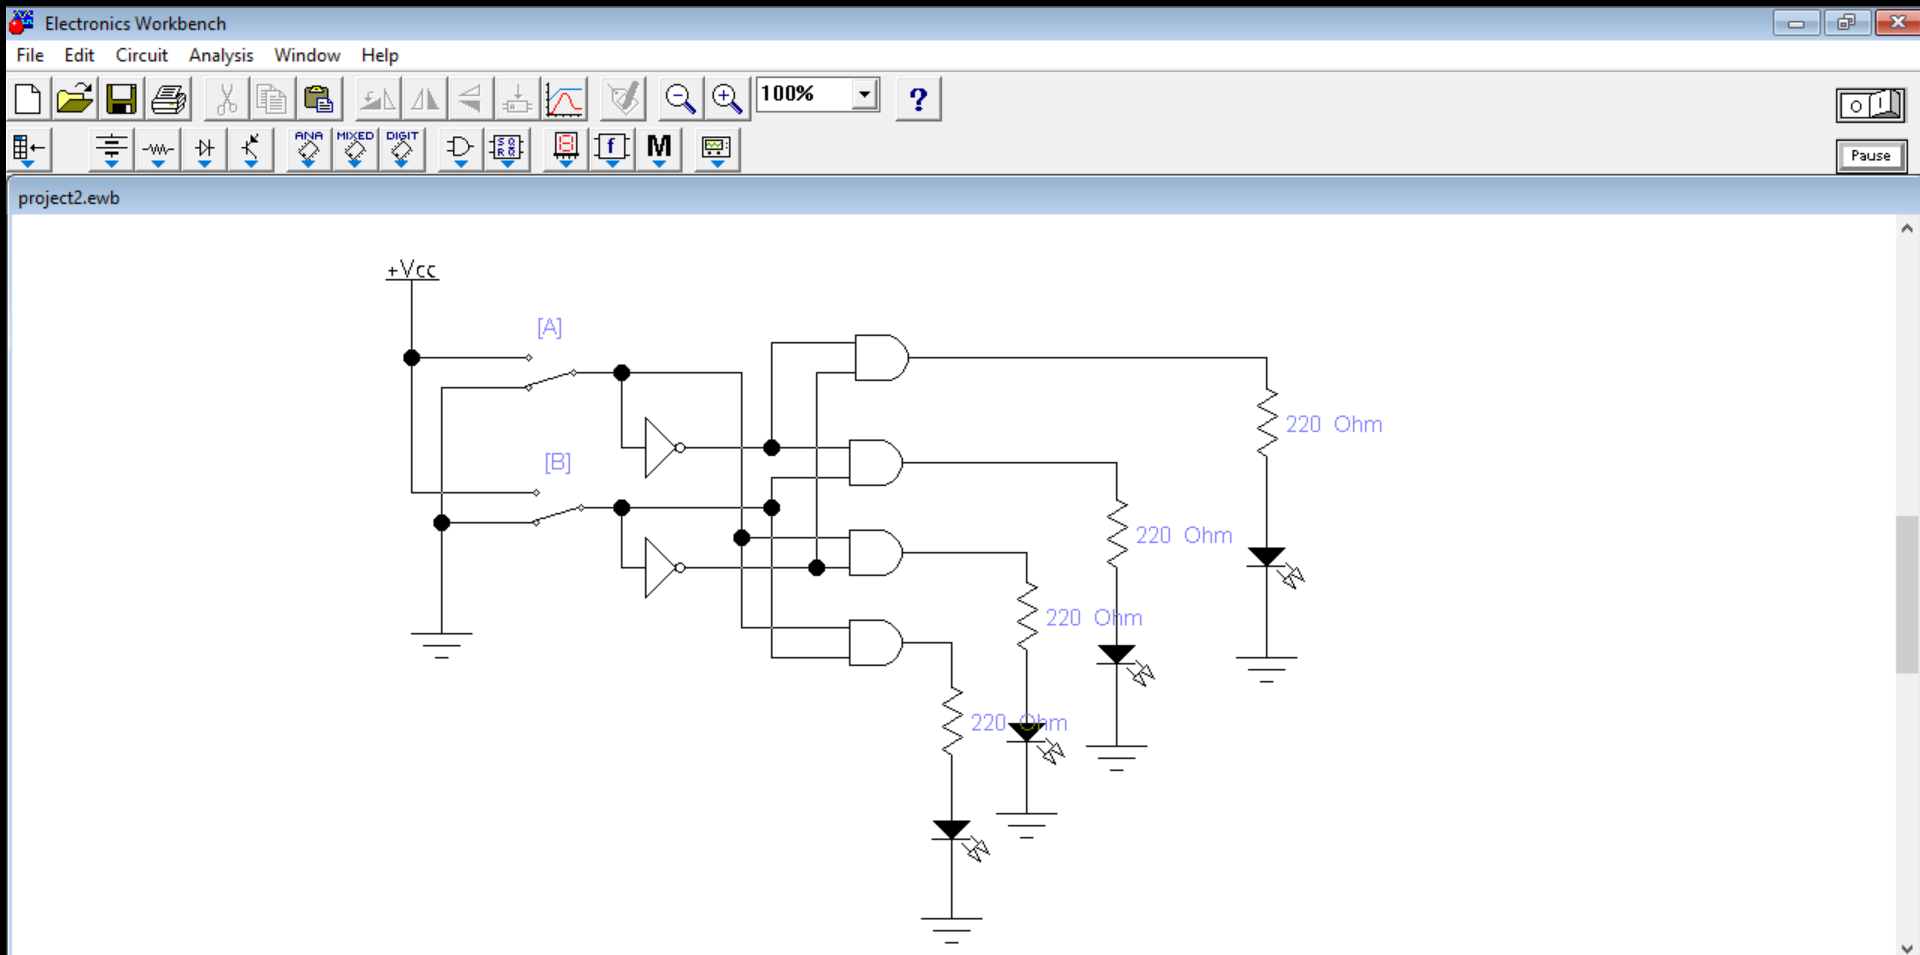 Electronics Workbench
File Edit Circuit Analysis Window Help
100%
?
ANA MIXED DIGIT
f M
Pause
project2.ewb
+Vcc
[A]
220 Ohm
[B]
220 Ohm
220 Ohm
220 Ohm